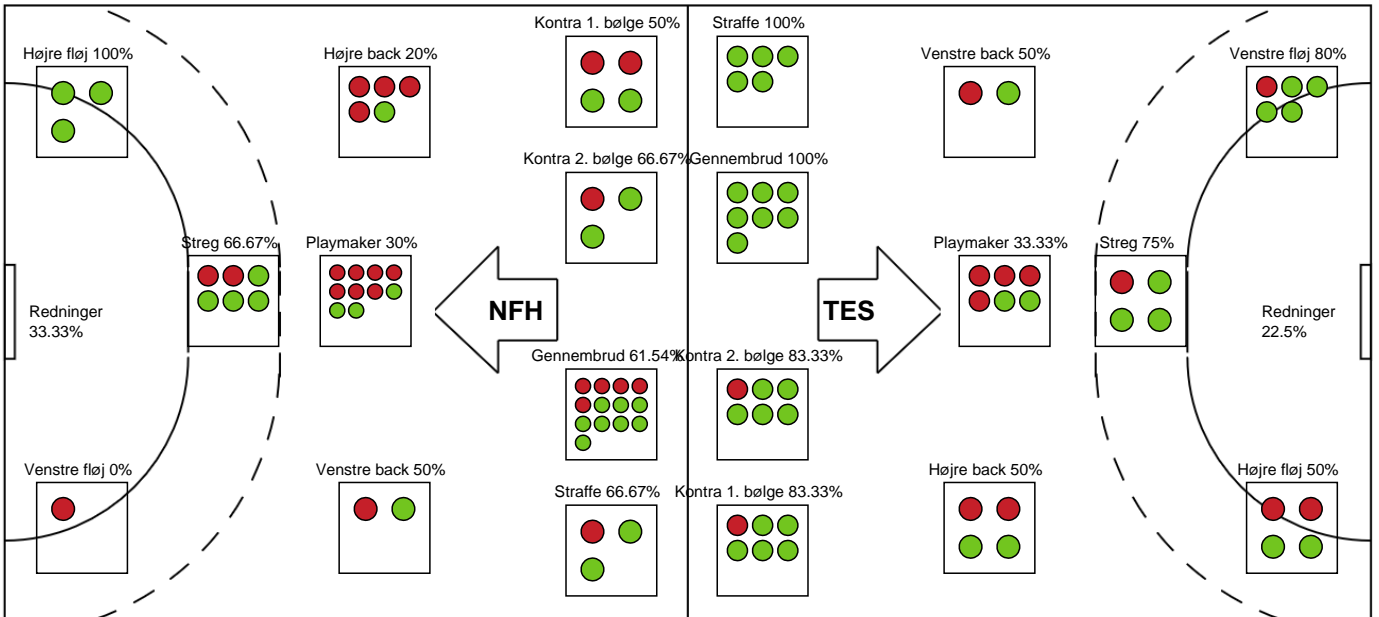 Kontra 1. bølge 50%
Straffe 100%
Højre fløj 100%
Højre back 20%
Venstre back 50%
Venstre fløj 80%
Kontra 2. bølge 66.67%
Gennembrud 100%
Streg 66.67%
Playmaker 30%
Playmaker 33.33%
Streg 75%
Redninger
33.33%
NFH
TES
Redninger
22.5%
Gennembrud 61.54%
Kontra 2. bølge 83.33%
Venstre fløj 0%
Venstre back 50%
Højre back 50%
Højre fløj 50%
Straffe 66.67%
Kontra 1. bølge 83.33%